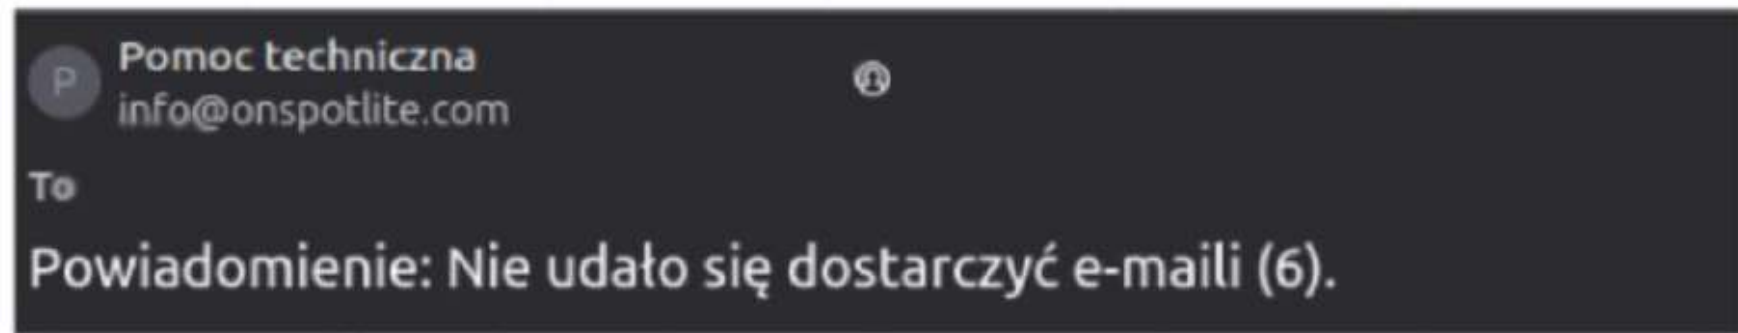 P
Pomoc techniczna
info@onspotlite.com
To
Powiadomienie: Nie udało się dostarczyć e-maili (6).